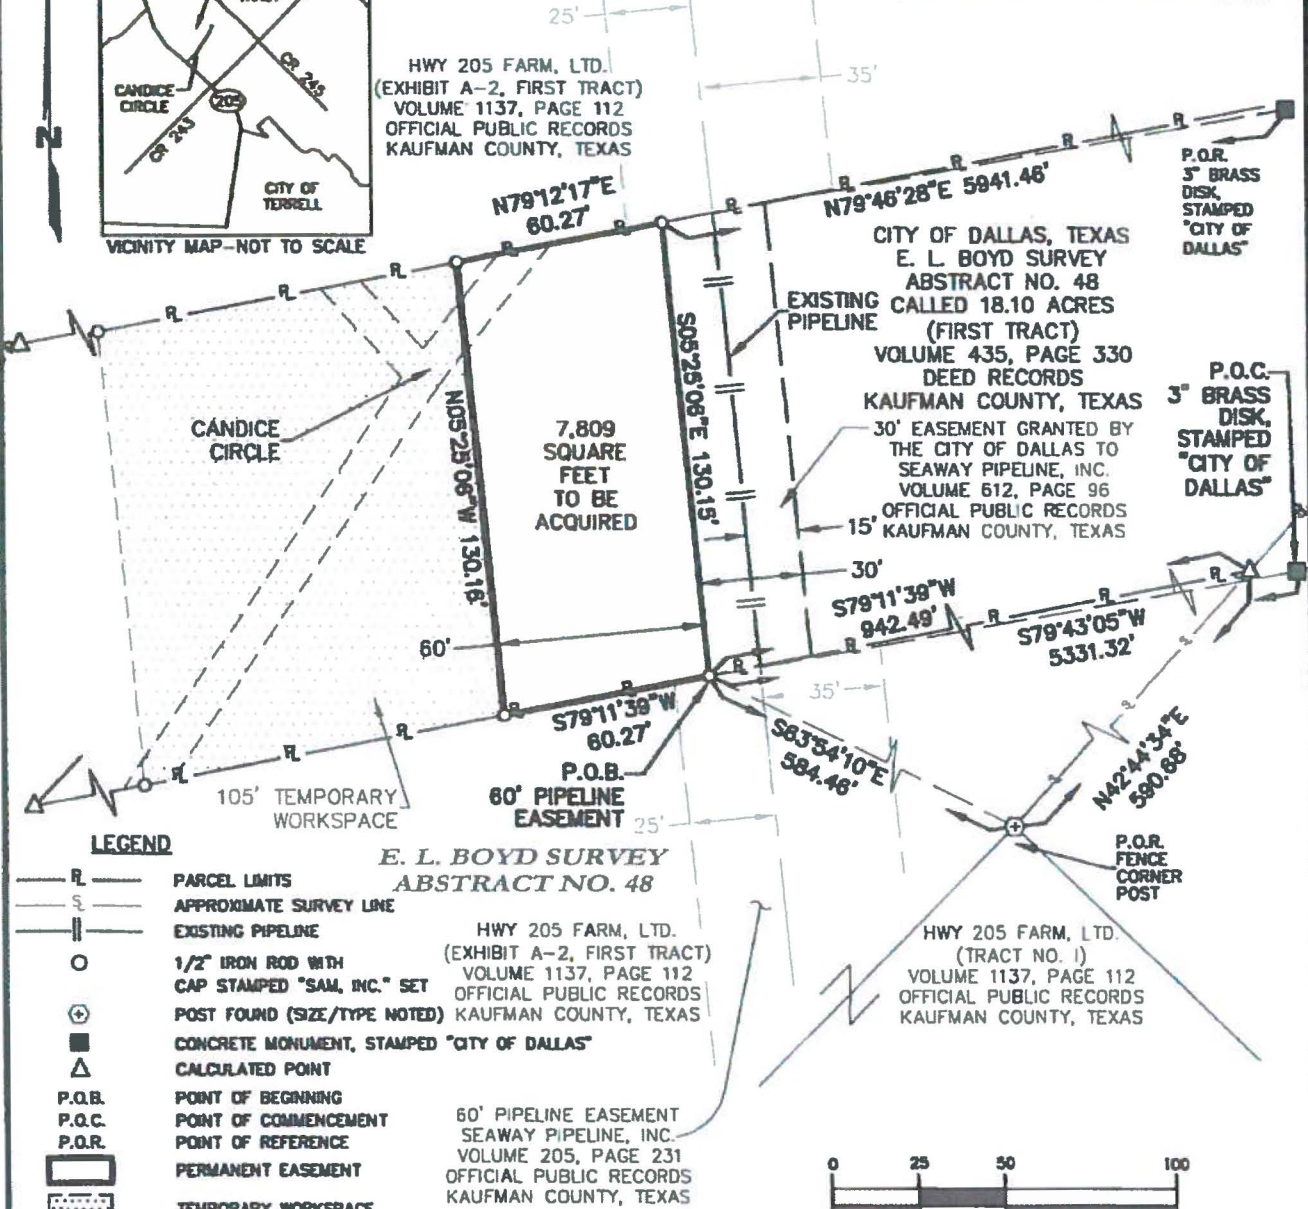 CR. 245
CANDICE
CIRCLE
205
CR. 243
CITY OF
TERRELL
VICINITY MAP-NOT TO SCALE
N
HWY 205 FARM, LTD.
(EXHIBIT A-2, FIRST TRACT)
VOLUME 1137, PAGE 112
OFFICIAL PUBLIC RECORDS
KAUFMAN COUNTY, TEXAS
25'
35'
N79°12'17"E
60.27'
N79°46'28"E 5941.46'
P.O.R.
3" BRASS
DISK,
STAMPED
"CITY OF
DALLAS"
CITY OF DALLAS, TEXAS
E. L. BOYD SURVEY
ABSTRACT NO. 48
CALLED 18.10 ACRES
(FIRST TRACT)
VOLUME 435, PAGE 330
DEED RECORDS
KAUFMAN COUNTY, TEXAS
EXISTING
PIPELINE
P.O.C.
3" BRASS
DISK,
STAMPED
"CITY OF
DALLAS"
30' EASEMENT GRANTED BY
THE CITY OF DALLAS TO
SEAWAY PIPELINE, INC.
VOLUME 612, PAGE 96
OFFICIAL PUBLIC RECORDS
KAUFMAN COUNTY, TEXAS
CANDICE
CIRCLE
N05°25'06"W 130.16'
7,809
SQUARE
FEET
TO BE
ACQUIRED
S05°25'06"E 130.15'
15'
30'
60'
S79°11'39"W
942.49'
S79°43'05"W
5331.32'
S79°11'39"W
60.27'
35'
S63°54'10"E
584.46'
N42°44'34"E
590.68'
P.O.B.
60' PIPELINE
EASEMENT
25'
105' TEMPORARY
WORKSPACE
P.O.R.
FENCE
CORNER
POST
E. L. BOYD SURVEY
ABSTRACT NO. 48
LEGEND
PL PARCEL LIMITS
SL APPROXIMATE SURVEY LINE
EXISTING PIPELINE
1/2" IRON ROD WITH
CAP STAMPED "SAM, INC." SET
POST FOUND (SIZE/TYPE NOTED)
CONCRETE MONUMENT, STAMPED "CITY OF DALLAS"
CALCULATED POINT
P.O.B. POINT OF BEGINNING
P.O.C. POINT OF COMMENCEMENT
P.O.R. POINT OF REFERENCE
PERMANENT EASEMENT
TEMPORARY WORKSPACE
HWY 205 FARM, LTD.
(EXHIBIT A-2, FIRST TRACT)
VOLUME 1137, PAGE 112
OFFICIAL PUBLIC RECORDS
KAUFMAN COUNTY, TEXAS
HWY 205 FARM, LTD.
(TRACT NO. 1)
VOLUME 1137, PAGE 112
OFFICIAL PUBLIC RECORDS
KAUFMAN COUNTY, TEXAS
60' PIPELINE EASEMENT
SEAWAY PIPELINE, INC.
VOLUME 205, PAGE 231
OFFICIAL PUBLIC RECORDS
KAUFMAN COUNTY, TEXAS
0 25 50 100